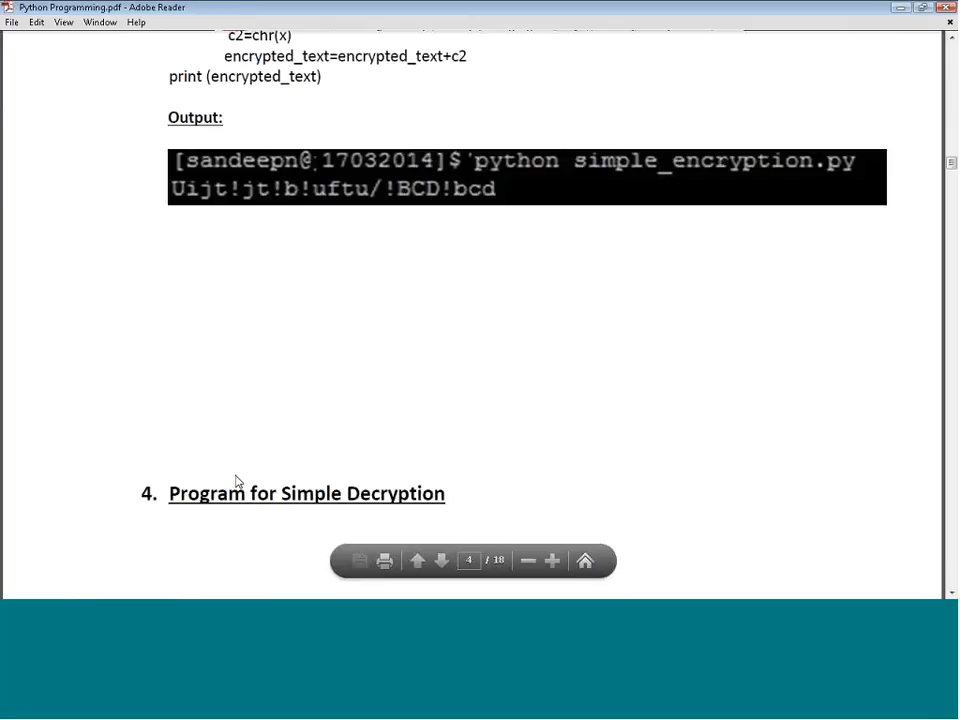 Python Programming.pdf - Adobe Reader
File Edit View Window Help
c2=chr(x)
encrypted_text=encrypted_text+c2
print (encrypted_text)
Output:
[sandeepn@ 17032014]$ python simple_encryption.py
Uijt!jt!b!uftu/!BCD!bcd
4. Program for Simple Decryption
4 / 18